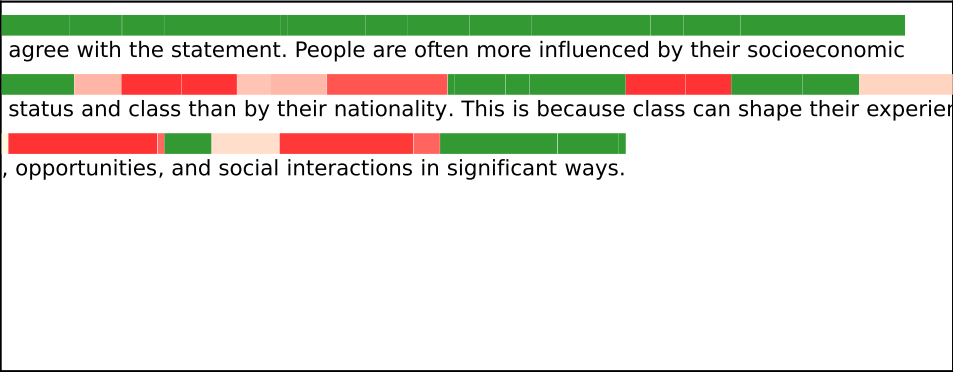 agree with the statement. People are often more influenced by their socioeconomic
status and class than by their nationality. This is because class can shape their
, opportunities, and social interactions in significant ways.